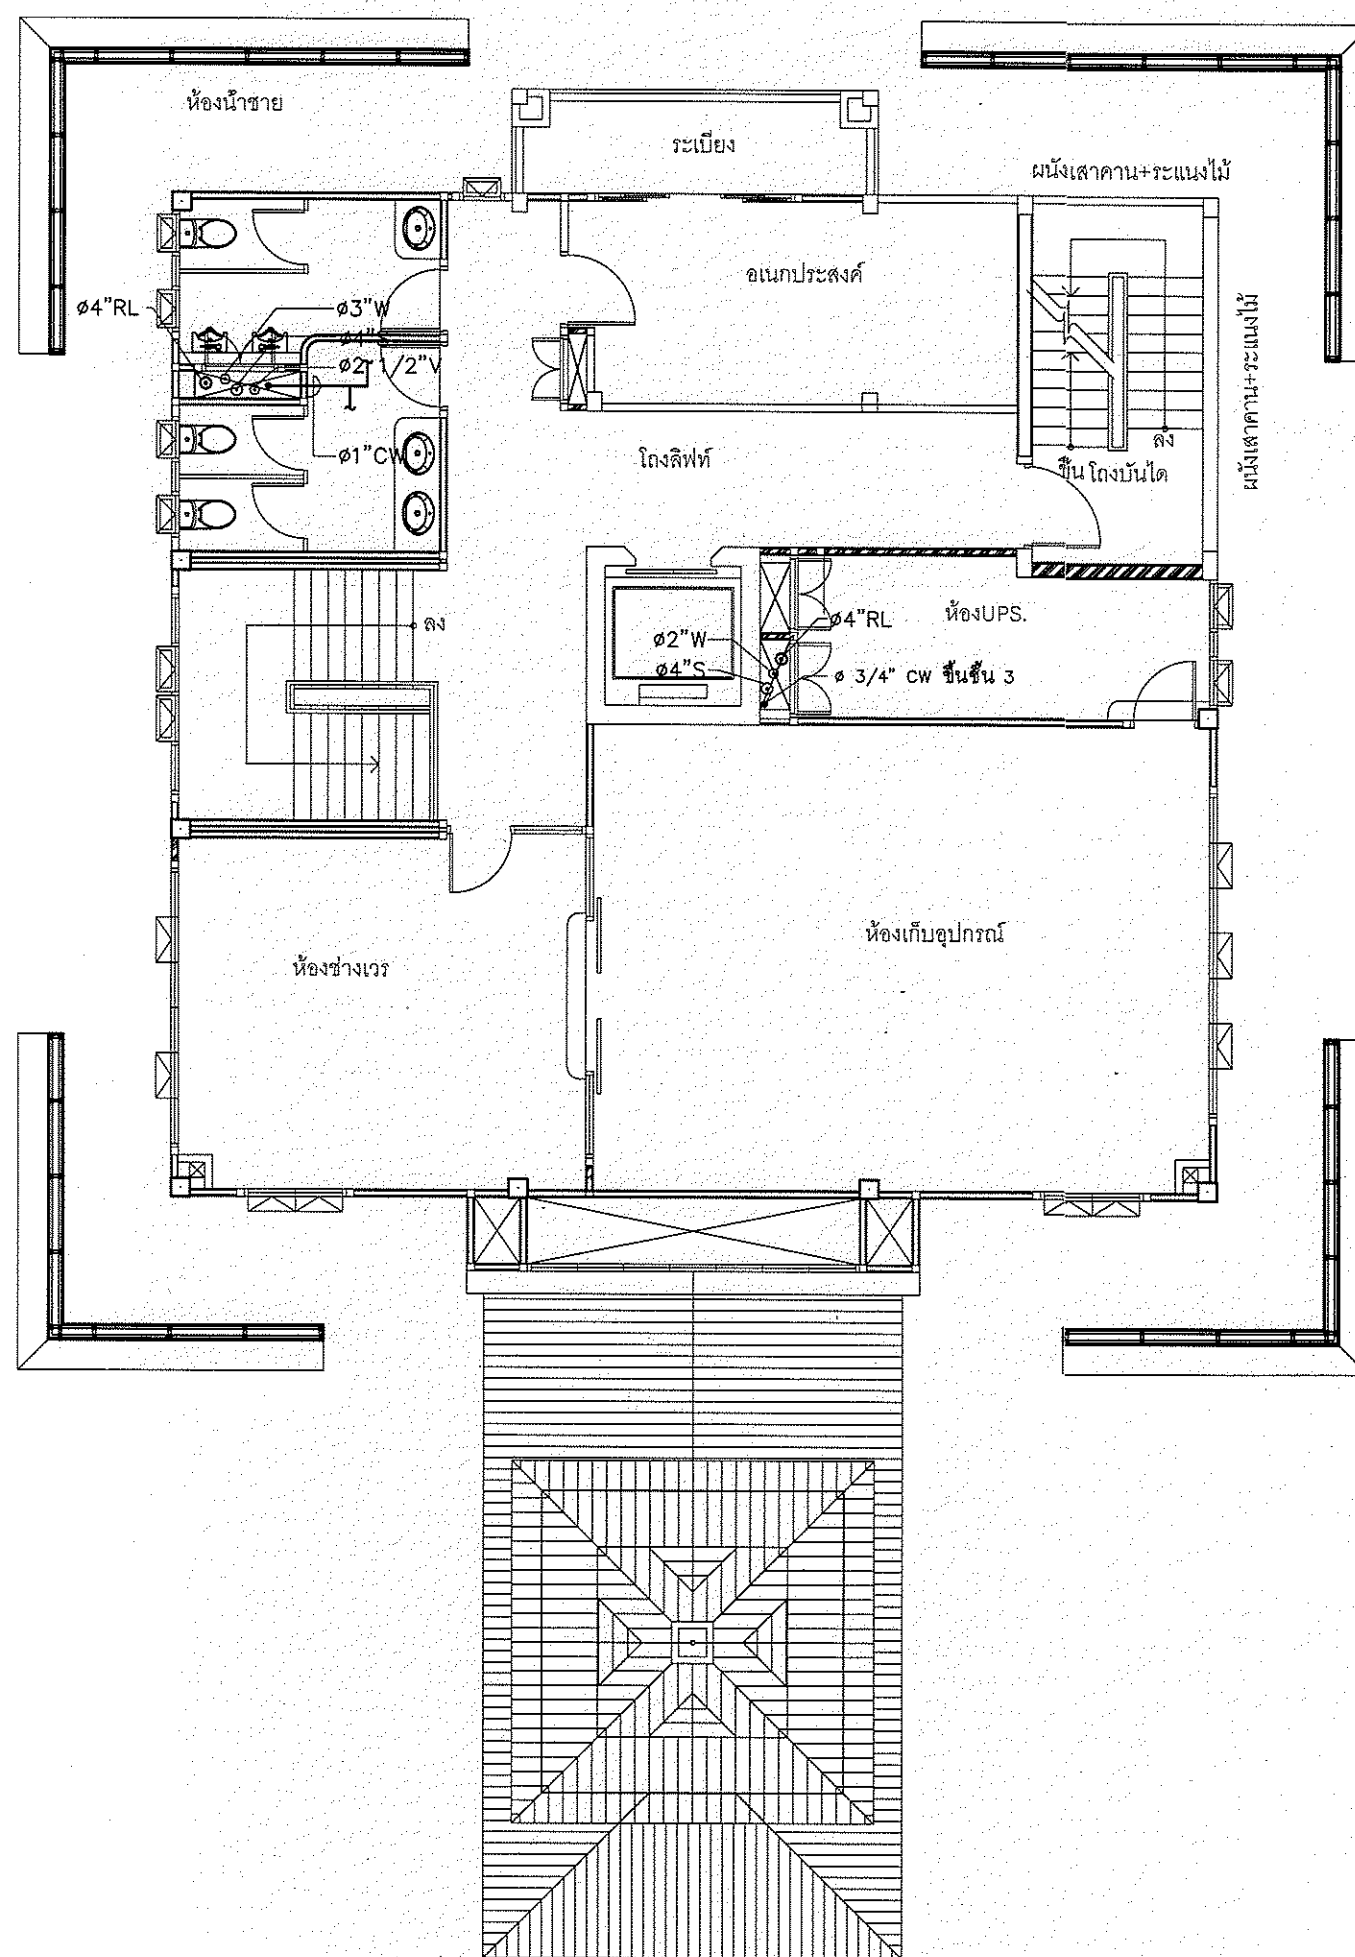 ห้องน้ำชาย
ระเบียง
ผนังเสาคาน+ระแนงไม้
อเนกประสงค์
ø4"RL
ø3"W
ø4"S
ø2-1/2"V
ผนังเสาคาน+ระแนงไม้
ø1"CW
โถงลิฟท์
ลง
ขึ้น โถงบันได
ลง
ห้องUPS.
ø4"RL
ø2"W
ø4"S
ø 3/4" CW ขึ้นชั้น 3
ห้องเก็บอุปกรณ์
ห้องช่างเวร